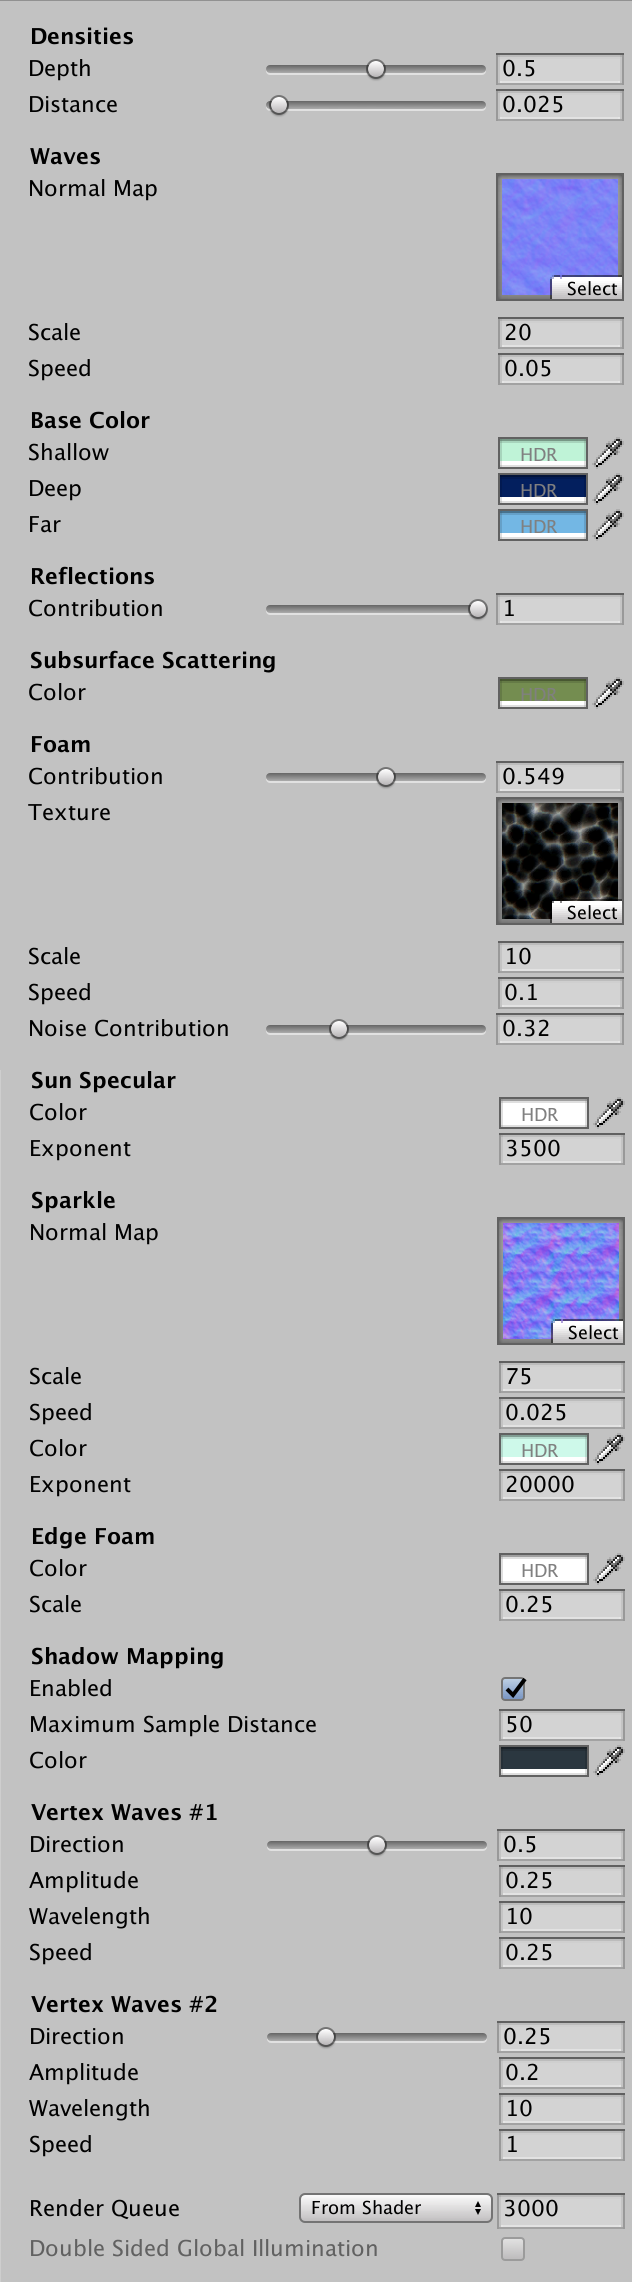 Densities
Depth 0.5
Distance 0.025
Waves
Normal Map
Select
Scale 20
Speed 0.05
Base Color
Shallow HDR
Deep HDR
Far HDR
Reflections
Contribution 1
Subsurface Scattering
Color HDR
Foam
Contribution 0.549
Texture
Select
Scale 10
Speed 0.1
Noise Contribution 0.32
Sun Specular
Color HDR
Exponent 3500
Sparkle
Normal Map
Select
Scale 75
Speed 0.025
Color HDR
Exponent 20000
Edge Foam
Color HDR
Scale 0.25
Shadow Mapping
Enabled
Maximum Sample Distance 50
Color
Vertex Waves #1
Direction 0.5
Amplitude 0.25
Wavelength 10
Speed 0.25
Vertex Waves #2
Direction 0.25
Amplitude 0.2
Wavelength 10
Speed 1
Render Queue From Shader 3000
Double Sided Global Illumination